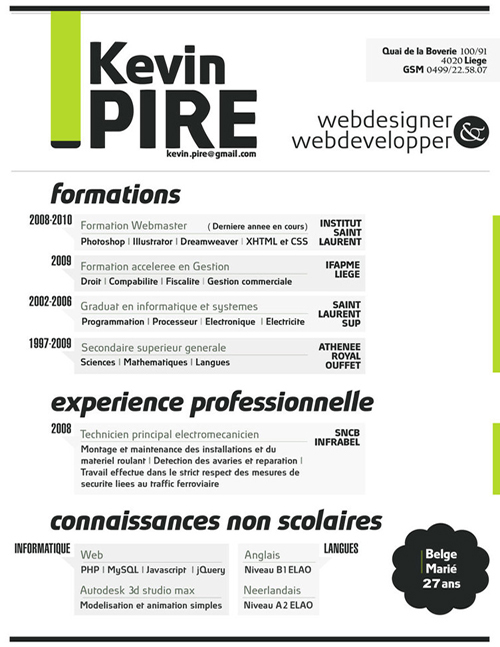 Kevin
PIRE
kevin.pire@gmail.com
Quai de la Boverie 100/91
4020 Liege
GSM 0499/22.58.07
webdesigner
webdevelopper &
formations
2008-2010 Formation Webmaster (Derniere annee en cours) INSTITUT
SAINT
LAURENT
Photoshop | Illustrator | Dreamweaver | XHTML et CSS
2009 Formation acceleree en Gestion IFAPME
LIEGE
Droit | Compabilite | Fiscalite | Gestion commerciale
2002-2006 Graduat en informatique et systemes SAINT
LAURENT
SUP
Programmation | Processeur | Electronique | Electricite
1997-2009 Secondaire superieur generale ATHENEE
ROYAL
OUFFET
Sciences | Mathematiques | Langues
experience professionnelle
2008 Technicien principal electromecanicien SNCB
INFRABEL
Montage et maintenance des installations et du
materiel roulant | Detection des avaries et reparation |
Travail effectue dans le strict respect des mesures de
securite liees au traffic ferroviaire
connaissances non scolaires
INFORMATIQUE Web
PHP | MySQL | Javascript | jQuery
Autodesk 3d studio max
Modelisation et animation simples
Anglais LANGUES
Niveau B1 ELAO
Neerlandais
Niveau A2 ELAO
Belge
Marié
27 ans